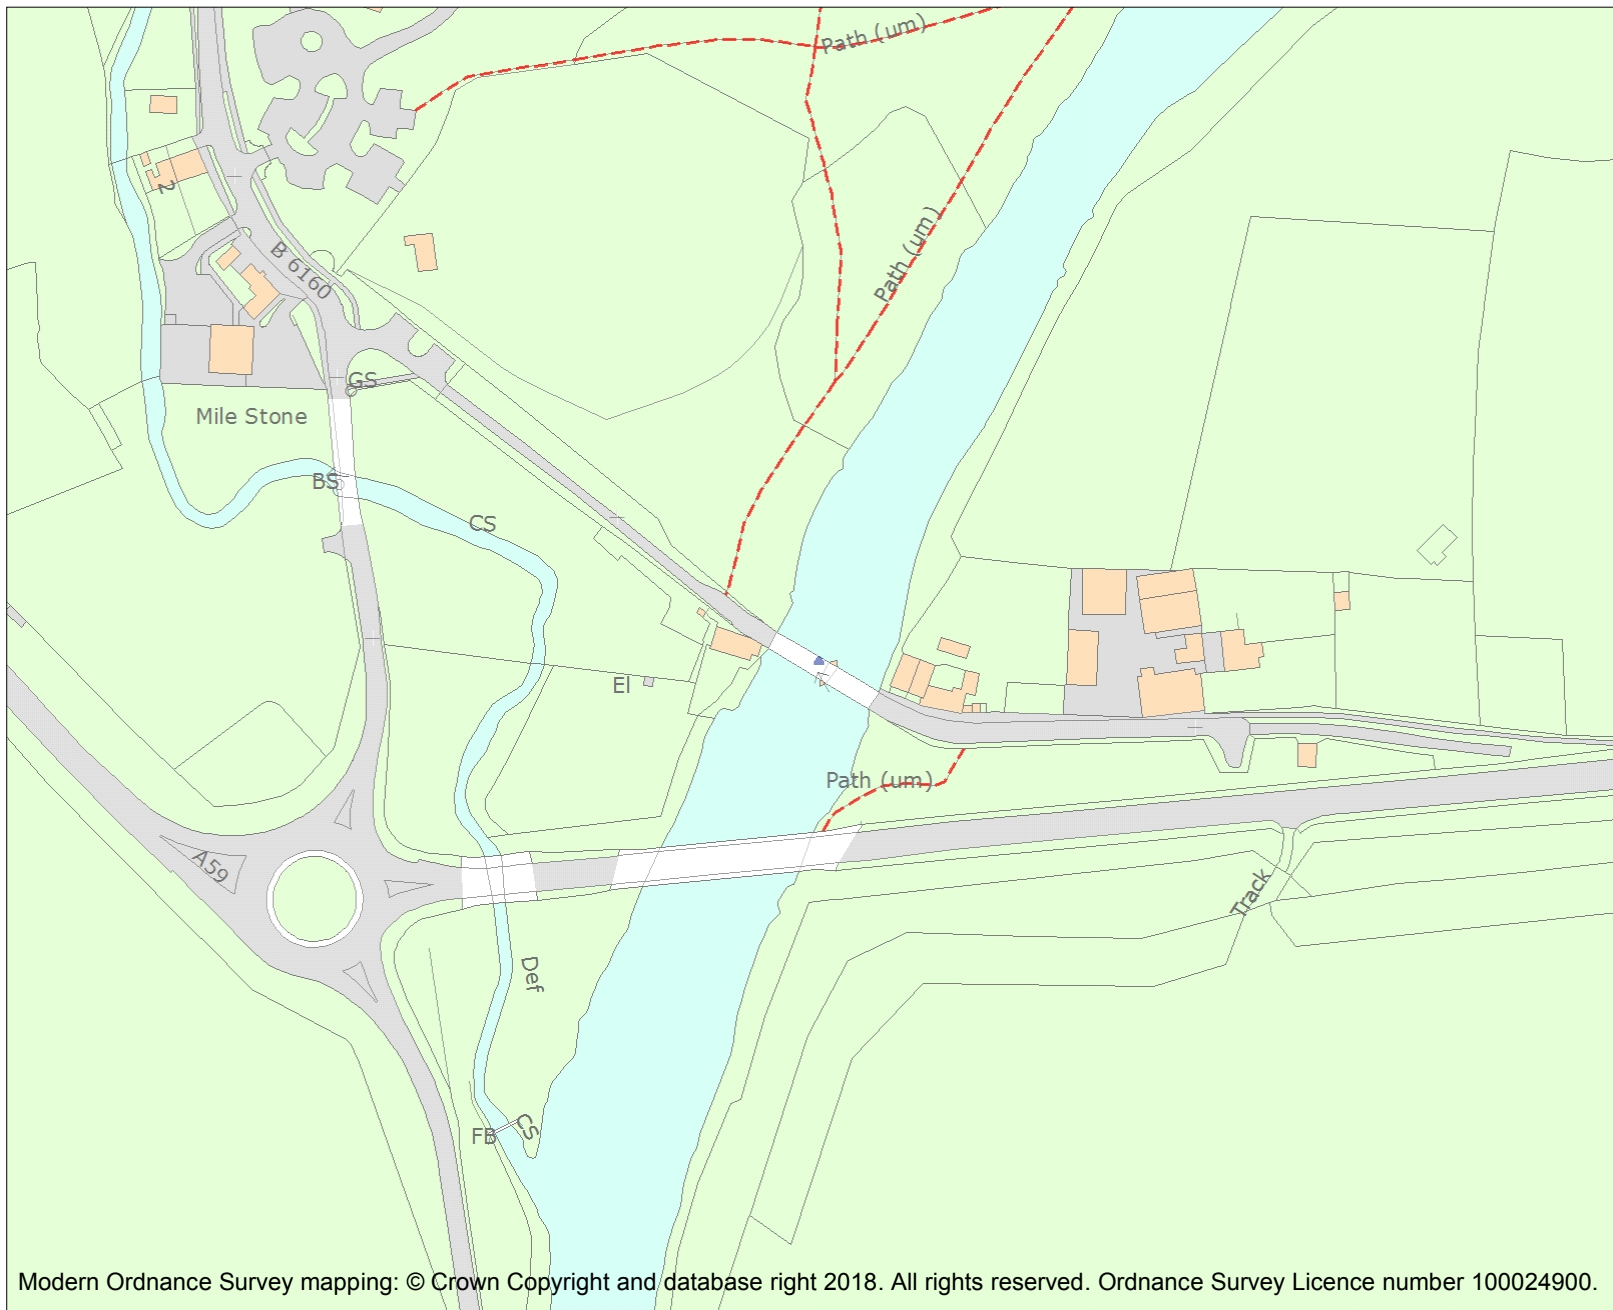 Path (um)
2
B 6160
Path (um)
GS
Mile Stone
BS
CS
El
Path (um)
A59
Track
Def
CS
FB
Modern Ordnance Survey mapping: © Crown Copyright and database right 2018. All rights reserved. Ordnance Survey Licence number 100024900.